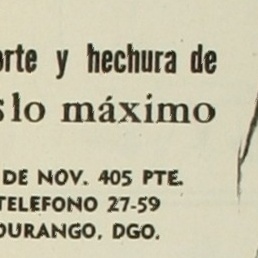 orte y hechura de
slo máximo
DE NOV. 405 PTE.
TELEFONO 27-59
DURANGO, DGO.